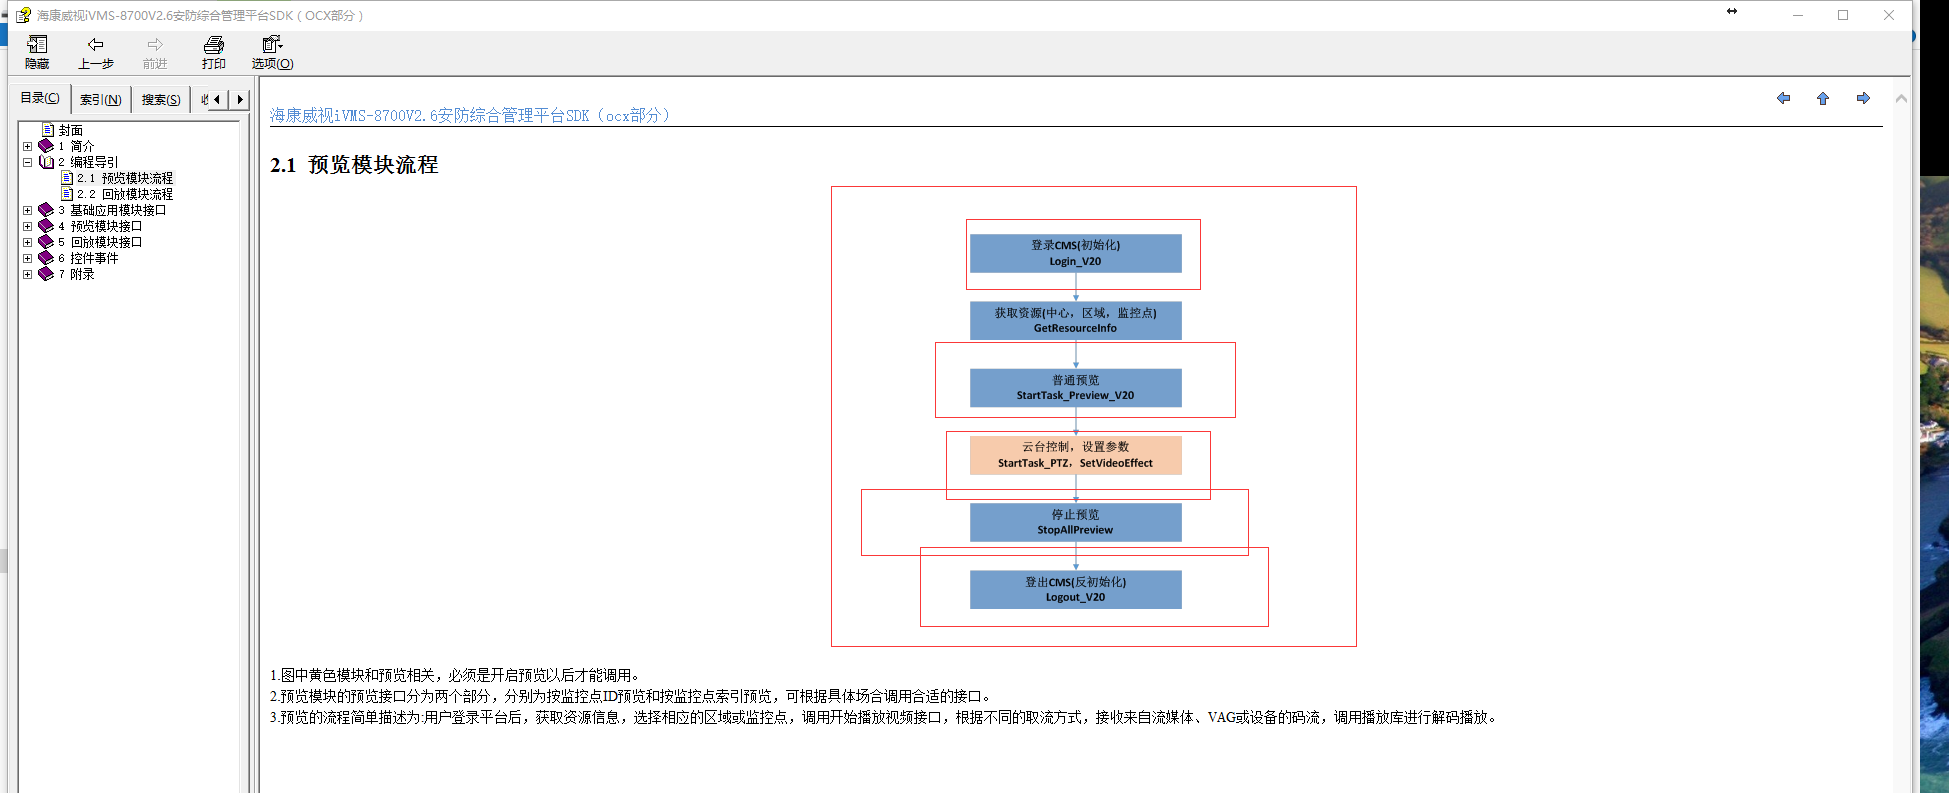 海康威视iVMS-8700V2.6安防综合管理平台SDK（OCX部分）
隐藏 上一步 前进 打印 选项(O)
目录(C) 索引(N) 搜索(S)
封面
1 简介
2 编程导引
2.1 预览模块流程
2.2 回放模块流程
3 基础应用模块接口
4 预览模块接口
5 回放模块接口
6 控件事件
7 附录
海康威视iVMS-8700V2.6安防综合管理平台SDK（ocx部分）
2.1 预览模块流程
登录CMS(初始化)
Login_V20
获取资源(中心，区域，监控点)
GetResourceInfo
普通预览
StartTask_Preview_V20
云台控制，设置参数
StartTask_PTZ，SetVideoEffect
停止预览
StopAllPreview
登出CMS(反初始化)
Logout_V20
1.图中黄色模块和预览相关，必须是开启预览以后才能调用。
2.预览模块的预览接口分为两个部分，分别为按监控点ID预览和按监控点索引预览，可根据具体场合调用合适的接口。
3.预览的流程简单描述为:用户登录平台后，获取资源信息，选择相应的区域或监控点，调用开始播放视频接口，根据不同的取流方式，接收来自流媒体、VAG或设备的码流，调用播放库进行解码播放。